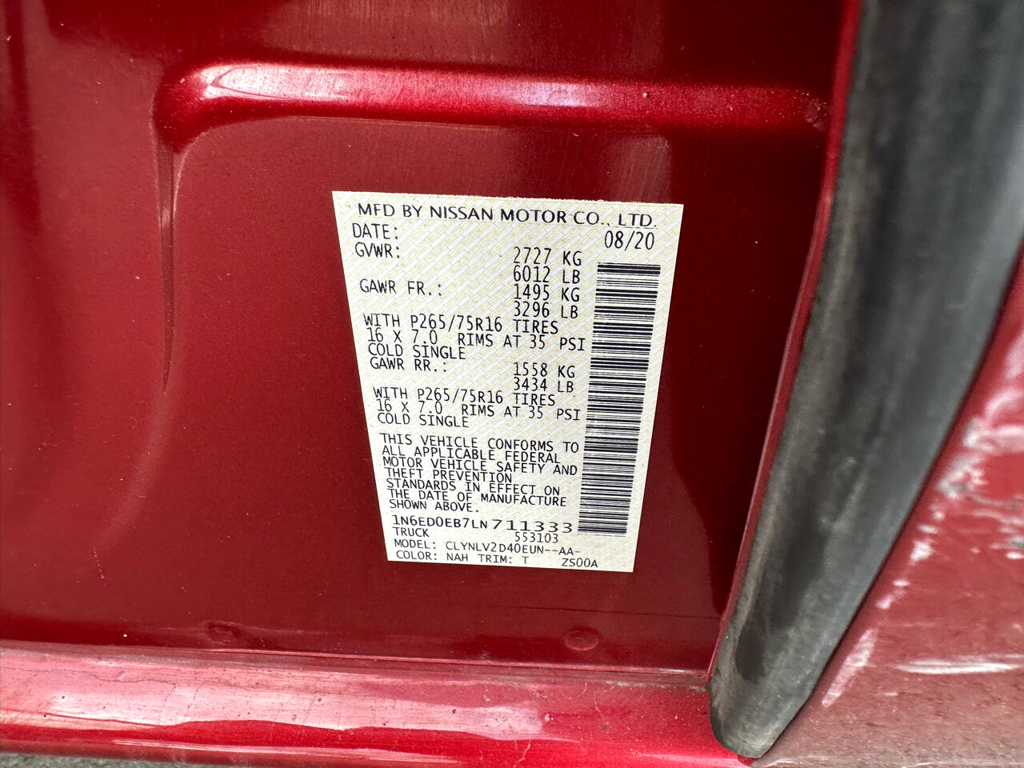 MFD BY NISSAN MOTOR CO., LTD.
DATE: 08/20
GVWR: 2727 KG
6012 LB
GAWR FR.: 1495 KG
3296 LB
WITH P265/75R16 TIRES
16 X 7.0 RIMS AT 35 PSI
COLD SINGLE
GAWR RR.: 1558 KG
3434 LB
WITH P265/75R16 TIRES
16 X 7.0 RIMS AT 35 PSI
COLD SINGLE
THIS VEHICLE CONFORMS TO
ALL APPLICABLE FEDERAL
MOTOR VEHICLE SAFETY AND
THEFT PREVENTION
STANDARDS IN EFFECT ON
THE DATE OF MANUFACTURE
SHOWN ABOVE.
1N6ED0EB7LN711333
TRUCK 553103
MODEL: CLYNLV2D40EUN--AA-
COLOR: NAH TRIM: T ZS00A